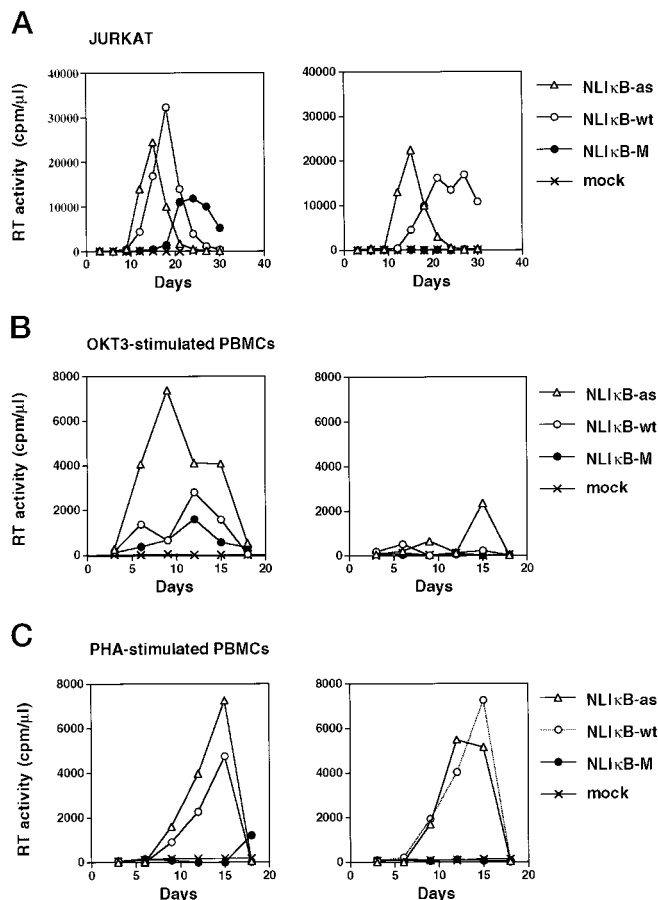 A
JURKAT
RT activity (cpm/µl)
40000
30000
20000
10000
0
0 10 20 30 40
Days
40000
30000
20000
10000
0
0 10 20 30 40
Days
NLIκB-as
NLIκB-wt
NLIκB-M
mock
B
OKT3-stimulated PBMCs
RT activity (cpm/µl)
8000
6000
4000
2000
0
0 5 10 15 20
Days
8000
6000
4000
2000
0
0 5 10 15 20
Days
NLIκB-as
NLIκB-wt
NLIκB-M
mock
C
PHA-stimulated PBMCs
RT activity (cpm/µl)
8000
6000
4000
2000
0
0 5 10 15 20
Days
8000
6000
4000
2000
0
0 5 10 15 20
Days
NLIκB-as
NLIκB-wt
NLIκB-M
mock